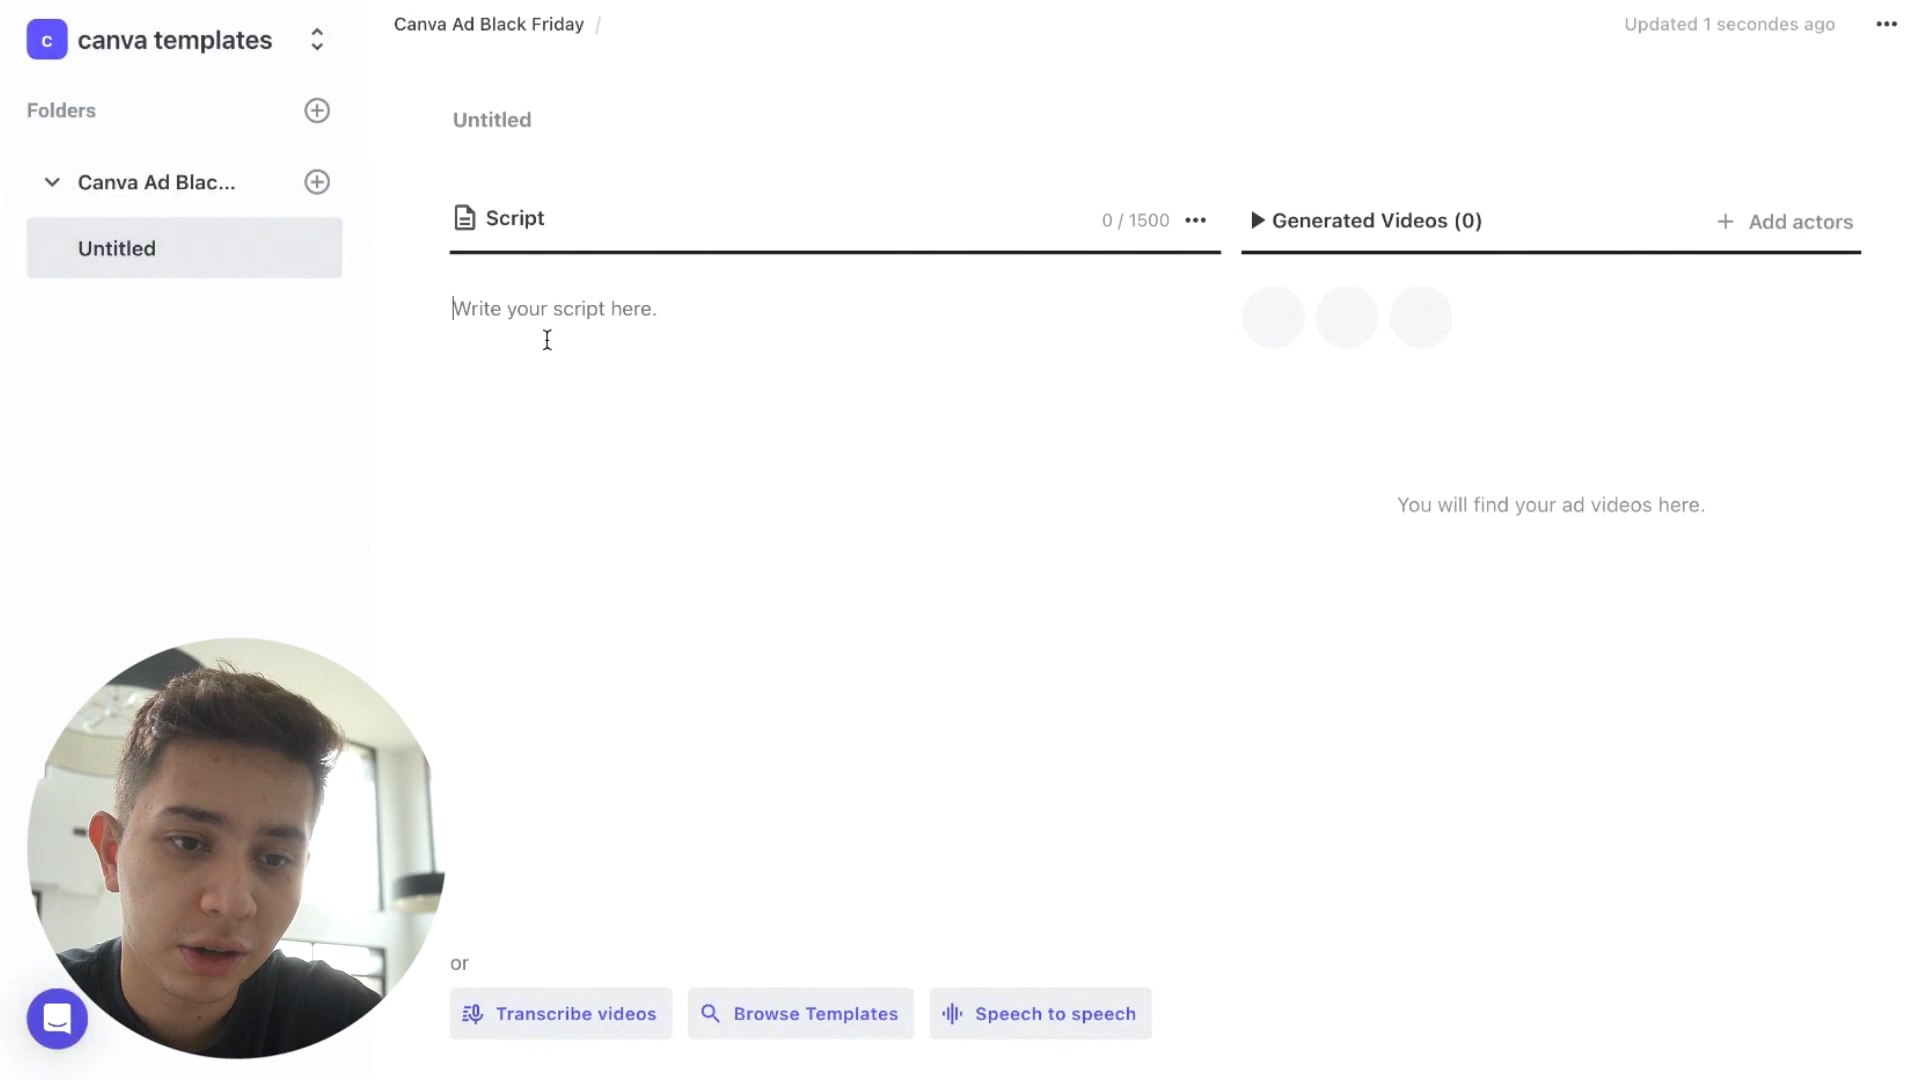 c canva templates
Folders
Canva Ad Blac...
Untitled
Canva Ad Black Friday /
Updated 1 secondes ago
Untitled
Script
0 / 1500
Generated Videos (0)
+ Add actors
Write your script here.
You will find your ad videos here.
or
Transcribe videos
Browse Templates
Speech to speech